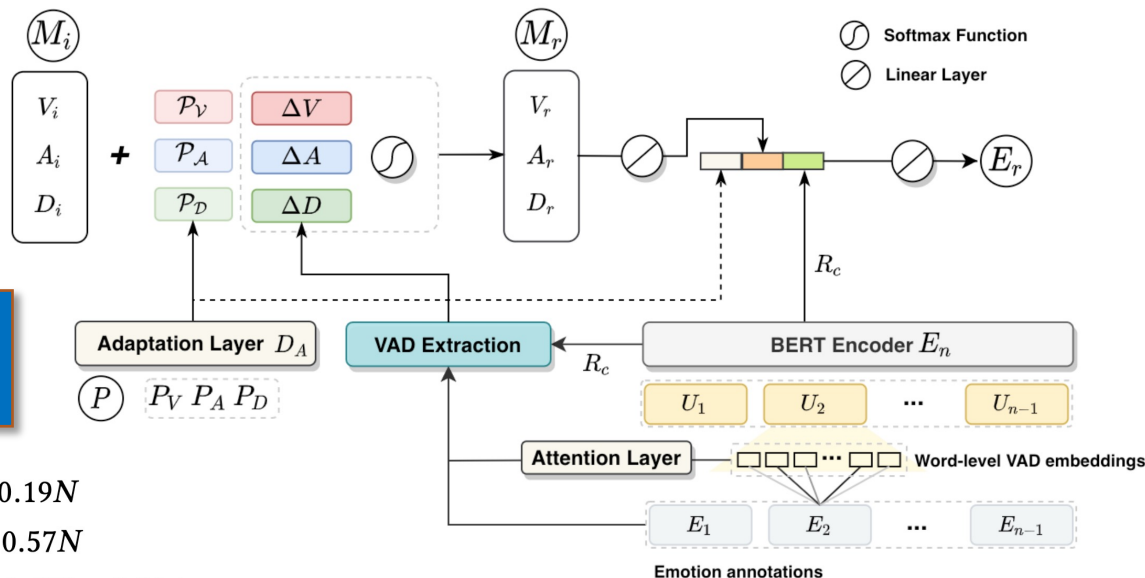 M_i
M_r
Softmax Function
Linear Layer
V_i
A_i
D_i
+
P_V
P_A
P_D
ΔV
ΔA
ΔD
V_r
A_r
D_r
E_r
R_c
Adaptation Layer D_A
VAD Extraction
R_c
BERT Encoder E_n
P
P_V P_A P_D
U_1
U_2
...
U_{n-1}
Attention Layer
...
Word-level VAD embeddings
0.19N
0.57N
E_1
E_2
...
E_{n-1}
Emotion annotations